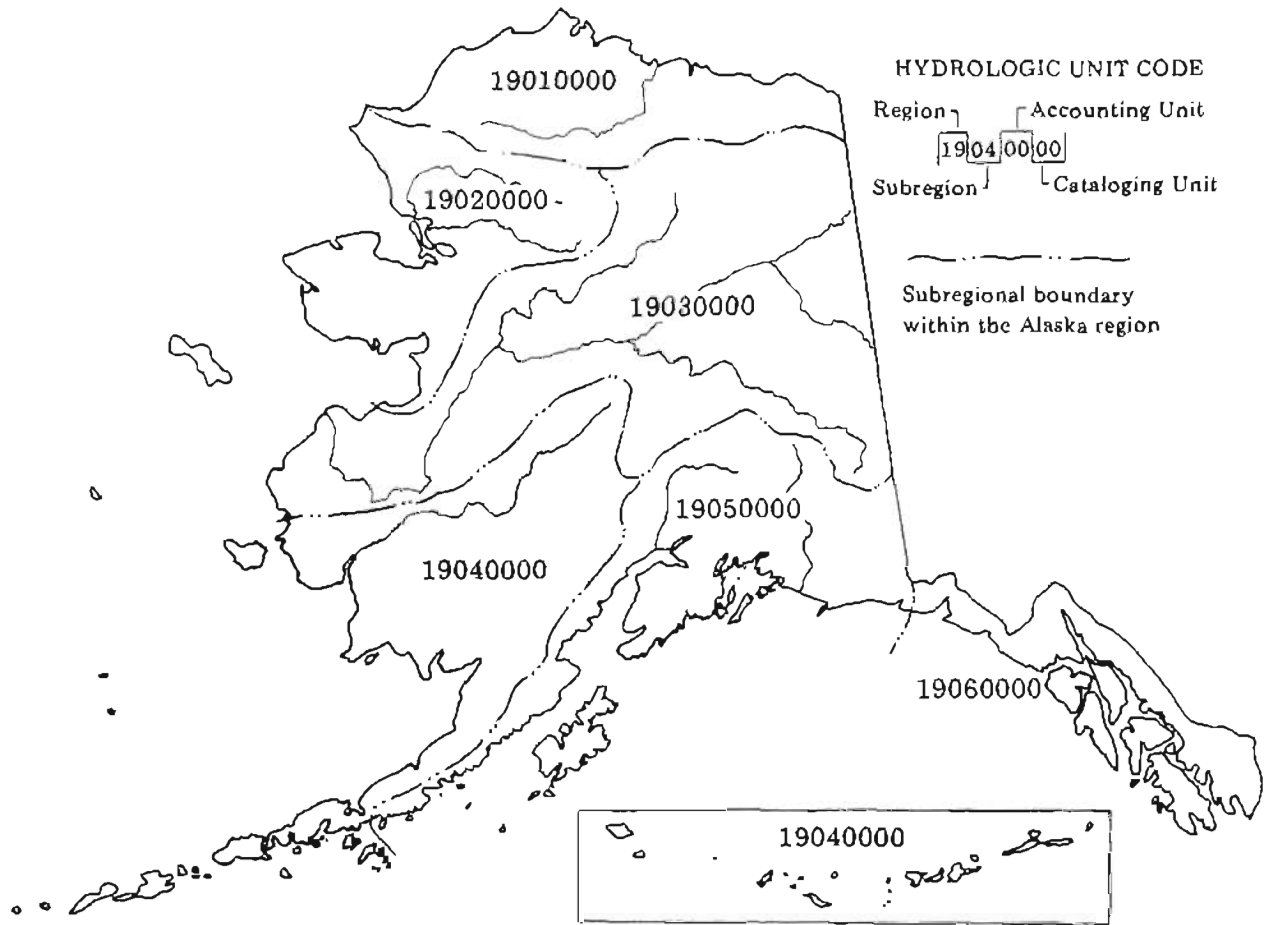 HYDROLOGIC UNIT CODE
Region
Accounting Unit
19 04 00 00
Subregion
Cataloging Unit
Subregional boundary
within the Alaska region
19010000
19020000
19030000
19050000
19040000
19060000
19040000